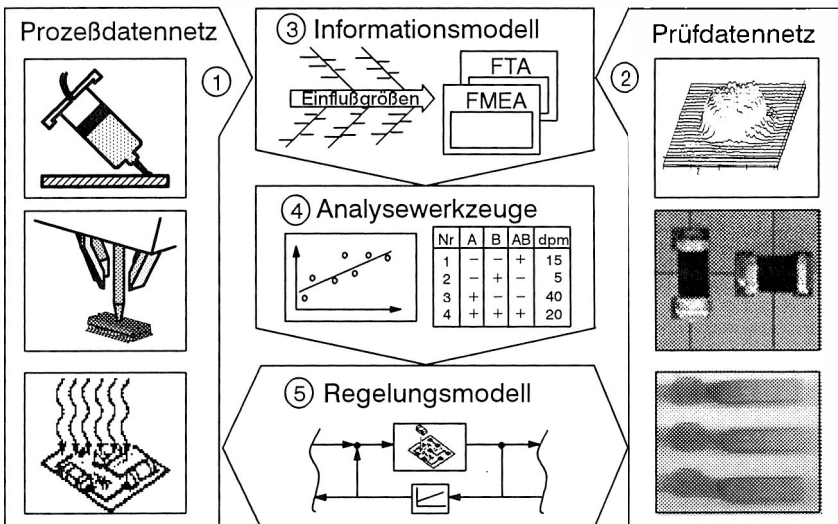 Prozeßdatennetz
1
3 Informationsmodell
FTA
Einflußgrößen
FMEA
Prüfdatennetz
2
4 Analysewerkzeuge
Nr A B AB dpm
1 – – + 15
2 – + – 5
3 + – – 40
4 + + + 20
5 Regelungsmodell